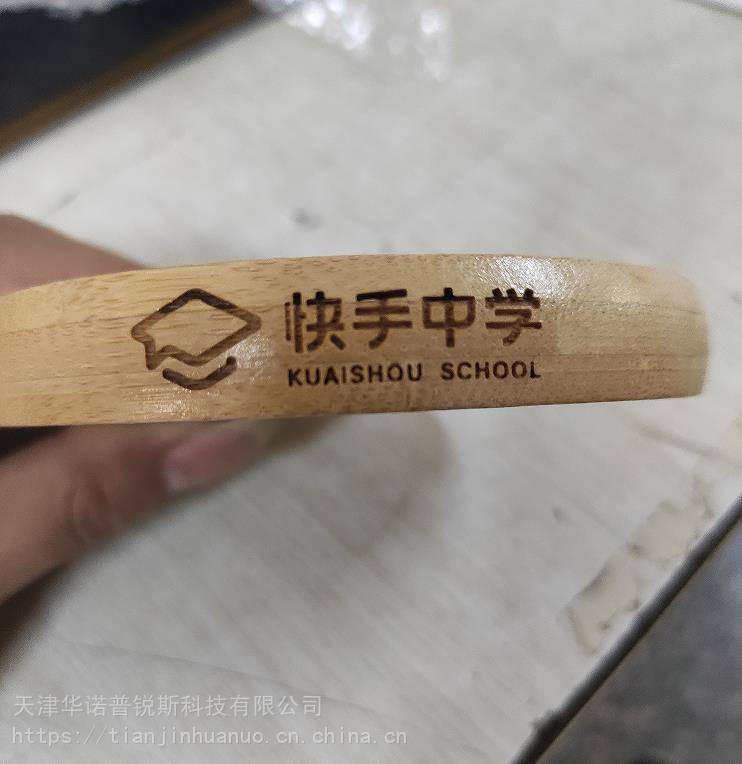 快手中学
KUAISHOU SCHOOL
天津华诺普锐斯科技有限公司
https://tianjinhuanuo.cn.china.cn